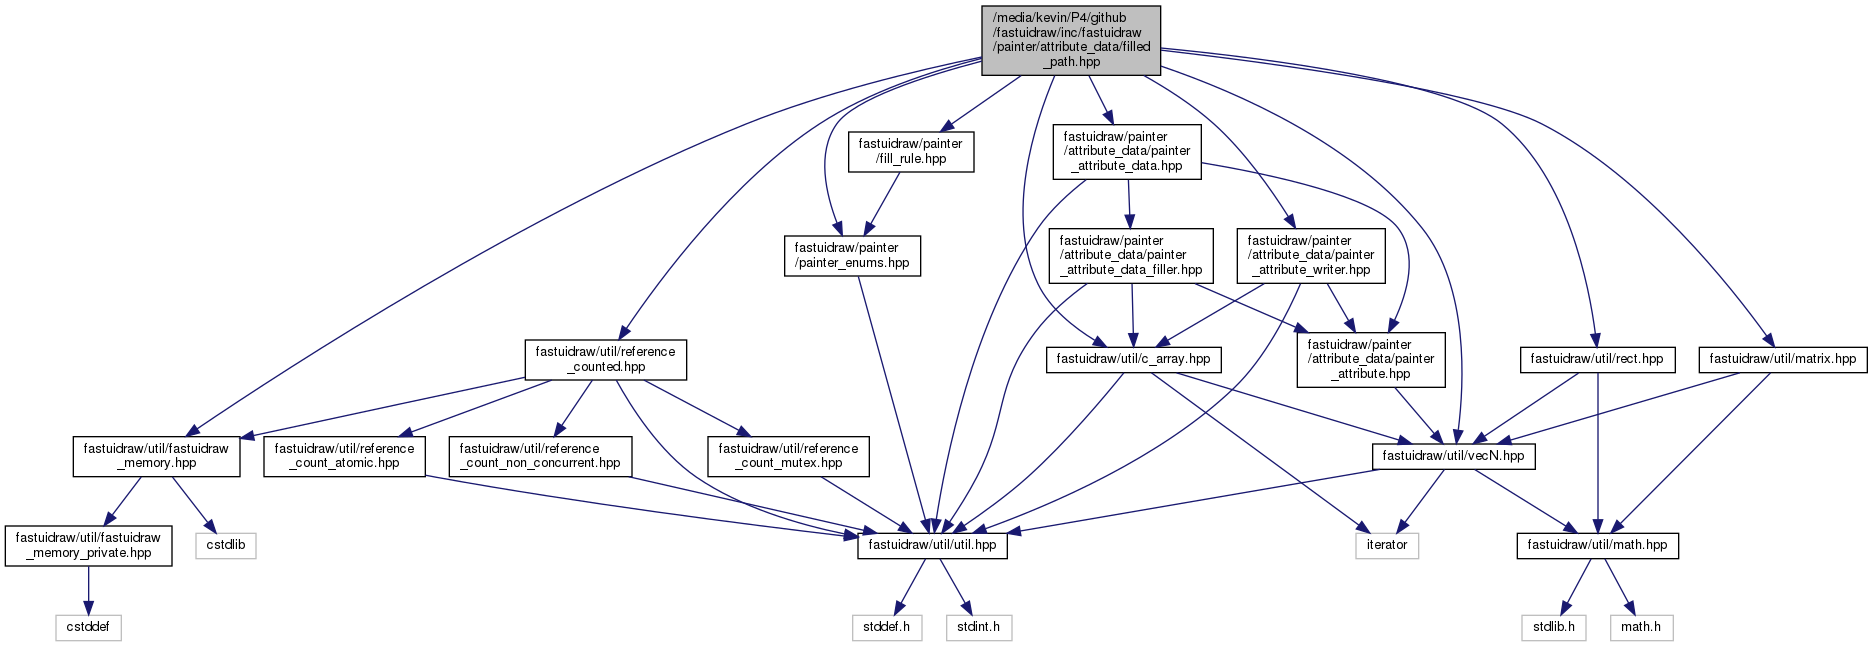 /media/kevin/P4/github
/fastuidraw/inc/fastuidraw
/painter/attribute_data/filled
_path.hpp
fastuidraw/painter
/fill_rule.hpp
fastuidraw/painter
/attribute_data/painter
_attribute_data.hpp
fastuidraw/painter
/painter_enums.hpp
fastuidraw/painter
/attribute_data/painter
_attribute_data_filler.hpp
fastuidraw/painter
/attribute_data/painter
_attribute_writer.hpp
fastuidraw/util/reference
_counted.hpp
fastuidraw/util/c_array.hpp
fastuidraw/painter
/attribute_data/painter
_attribute.hpp
fastuidraw/util/rect.hpp
fastuidraw/util/matrix.hpp
fastuidraw/util/fastuidraw
_memory.hpp
fastuidraw/util/reference
_count_atomic.hpp
fastuidraw/util/reference
_count_non_concurrent.hpp
fastuidraw/util/reference
_count_mutex.hpp
fastuidraw/util/vecN.hpp
fastuidraw/util/fastuidraw
_memory_private.hpp
cstdlib
fastuidraw/util/util.hpp
iterator
fastuidraw/util/math.hpp
cstddef
stddef.h
stdint.h
stdlib.h
math.h